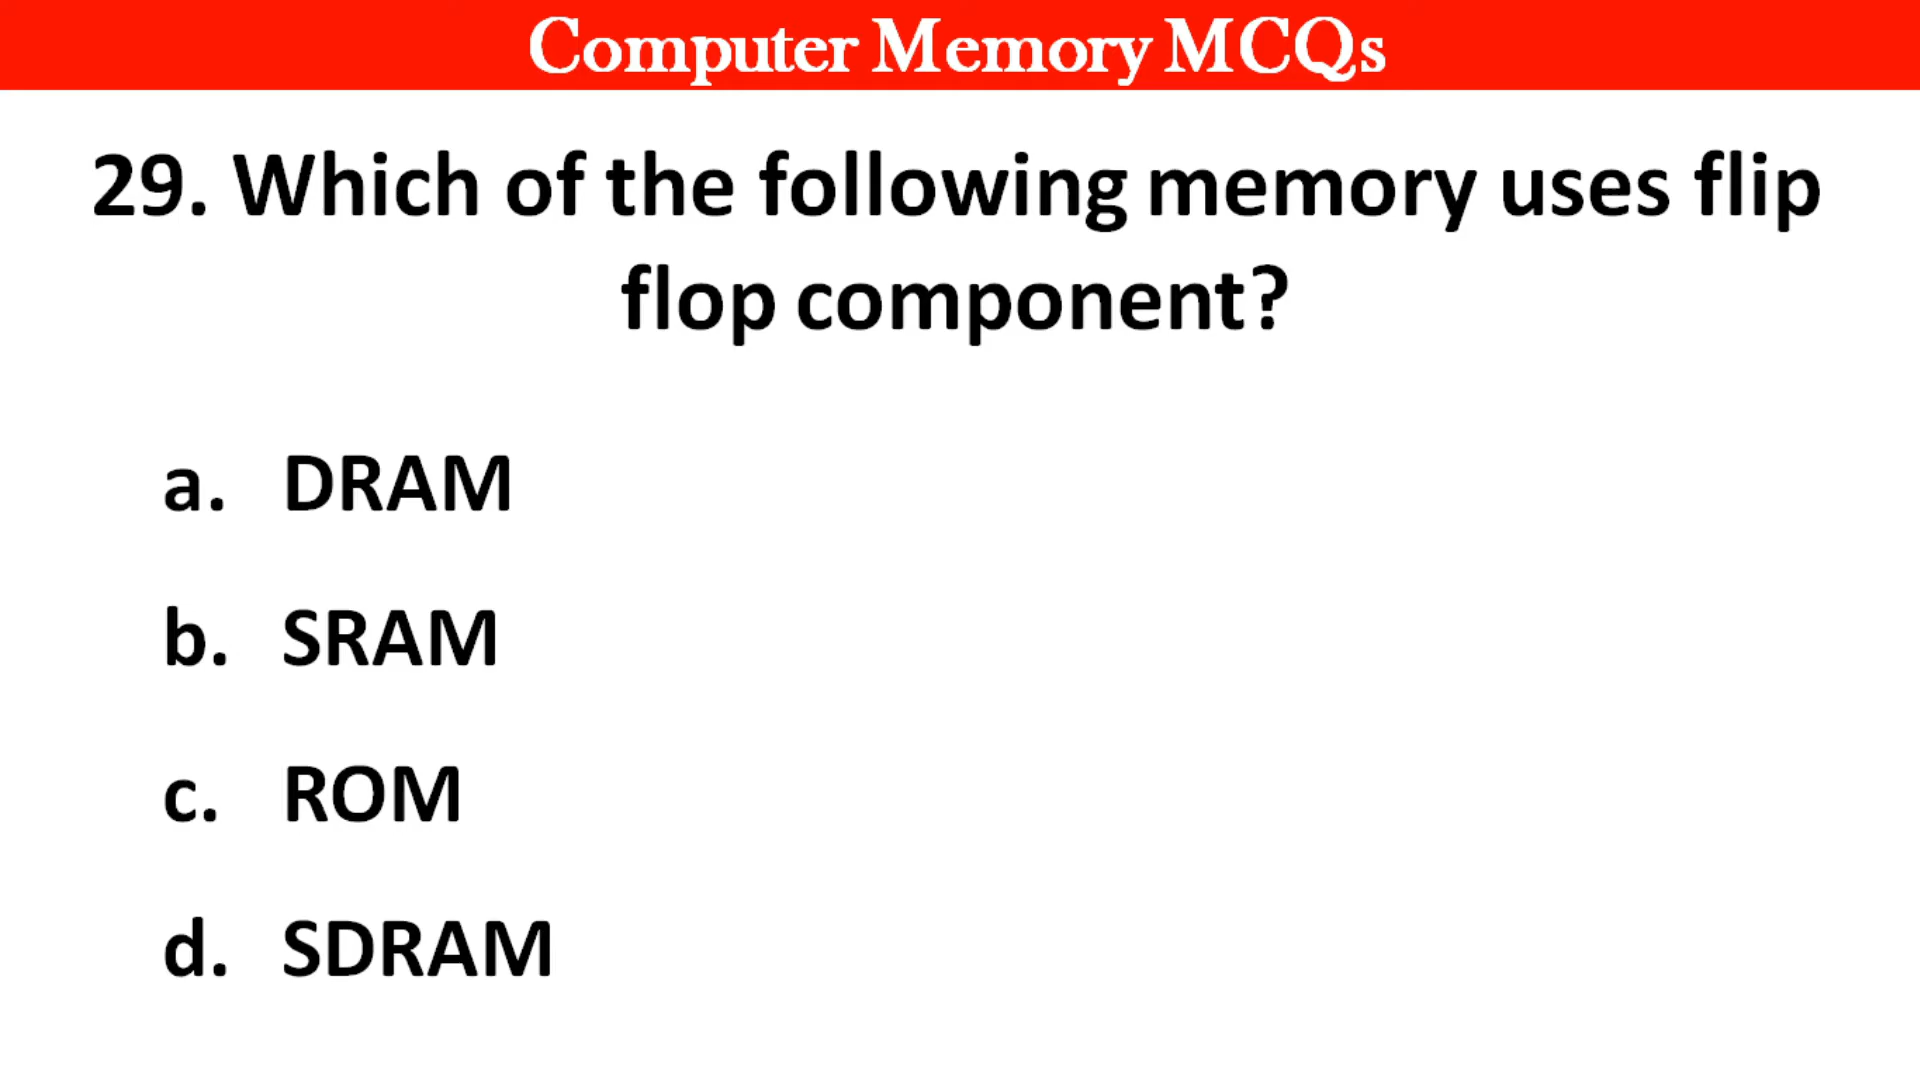 Computer Memory MCQs
29. Which of the following memory uses flip
flop component?
a. DRAM
b. SRAM
c. ROM
d. SDRAM